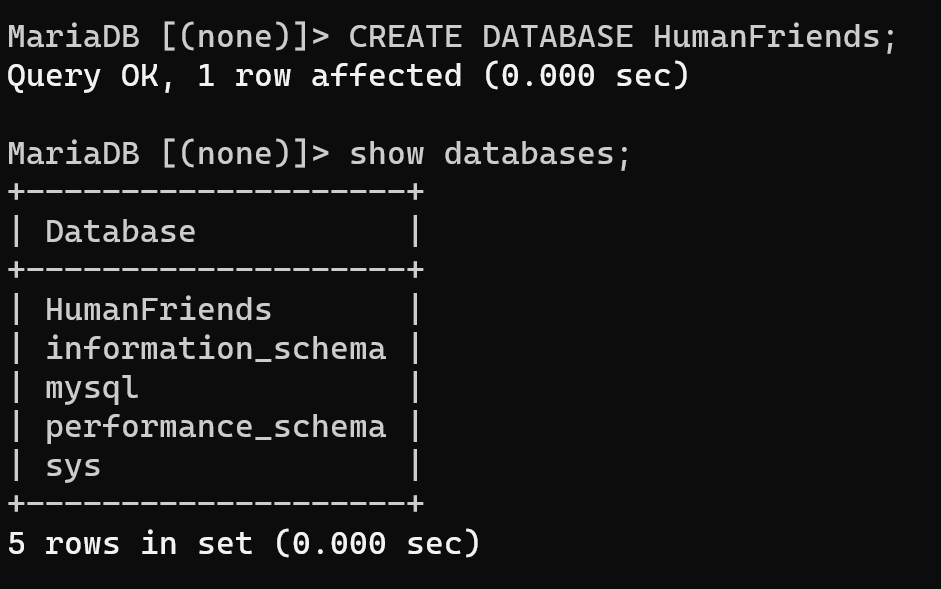 MariaDB [(none)]> CREATE DATABASE HumanFriends;
Query OK, 1 row affected (0.000 sec)

MariaDB [(none)]> show databases;
+--------------------+
| Database           |
+--------------------+
| HumanFriends       |
| information_schema |
| mysql              |
| performance_schema |
| sys                |
+--------------------+
5 rows in set (0.000 sec)